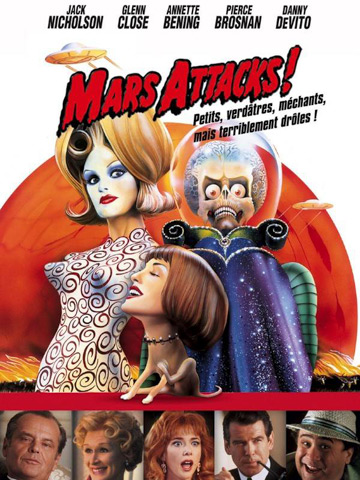 JACK GLENN ANNETTE PIERCE DANNY
NICHOLSON CLOSE BENING BROSNAN DEVITO
MARS ATTACKS!
Petits, verdâtres, méchants,
mais terriblement drôles !